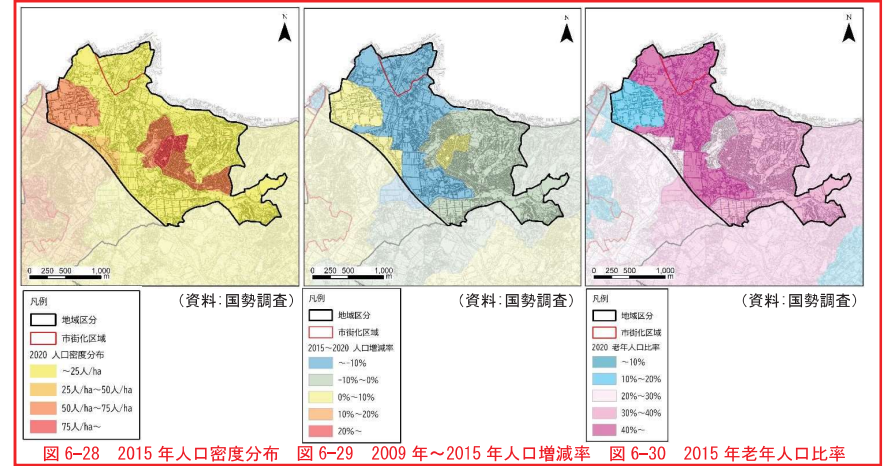 N
N
N
0 250 500 1,000
m
0 250 500 1,000
m
0 250 500 1,000
m
(資料:国勢調査)
(資料:国勢調査)
(資料:国勢調査)
凡例
地域区分
市街化区域
2020 人口密度分布
～25人/ha
25人/ha～50人/ha
50人/ha～75人/ha
75人/ha～
凡例
地域区分
市街化区域
2015～2020 人口増減率
～-10%
-10%～0%
0%～10%
10%～20%
20%～
凡例
地域区分
市街化区域
2020 老年人口比率
～10%
10%～20%
20%～30%
30%～40%
40%～
図 6-28 2015 年人口密度分布
図 6-29 2009 年～2015 年人口増減率
図 6-30 2015 年老年人口比率